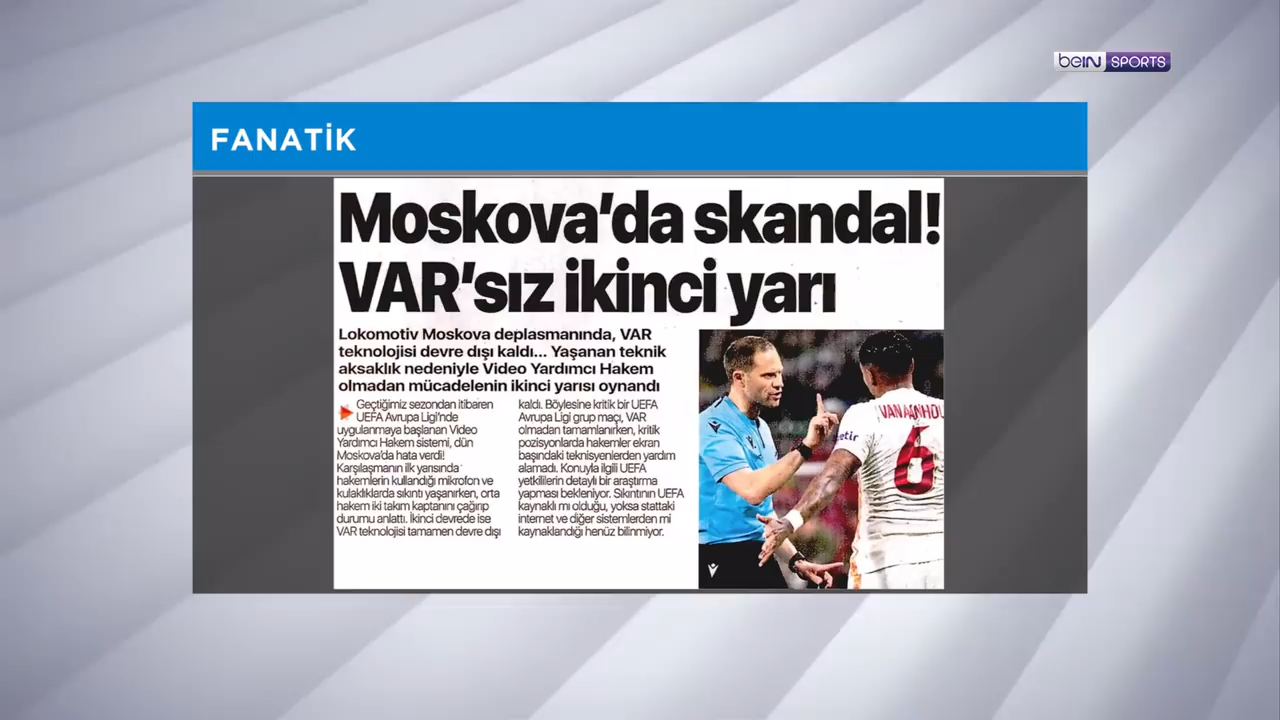 beIN SPORTS
FANATİK
Moskova'da skandal!
VAR'sız ikinci yarı
Lokomotiv Moskova deplasmanında, VAR
teknolojisi devre dışı kaldı... Yaşanan teknik
aksaklık nedeniyle Video Yardımcı Hakem
olmadan mücadelenin ikinci yarısı oynandı
Geçtiğimiz sezondan itibaren
UEFA Avrupa Ligi'nde
uygulanmaya başlanan Video
Yardımcı Hakem sistemi, dün
Moskova'da hata verdi!
Karşılaşmanın ilk yarısında
hakemlerin kullandığı mikrofon ve
kulaklıklarda sıkıntı yaşanırken, orta
hakem iki takım kaptanını çağırıp
durumu anlattı. İkinci devrede ise
VAR teknolojisi tamamen devre dışı
kaldı. Böylesine kritik bir UEFA
Avrupa Ligi grup maçı, VAR
olmadan tamamlanırken, kritik
pozisyonlarda hakemler ekran
başındaki teknisyenlerden yardım
alamadı. Konuyla ilgili UEFA
yetkililerin detaylı bir araştırma
yapması bekleniyor. Sıkıntının UEFA
kaynaklı mı olduğu, yoksa stattaki
internet ve diğer sistemlerden mi
kaynaklandığı henüz bilinmiyor.
VAN AANHOL
6